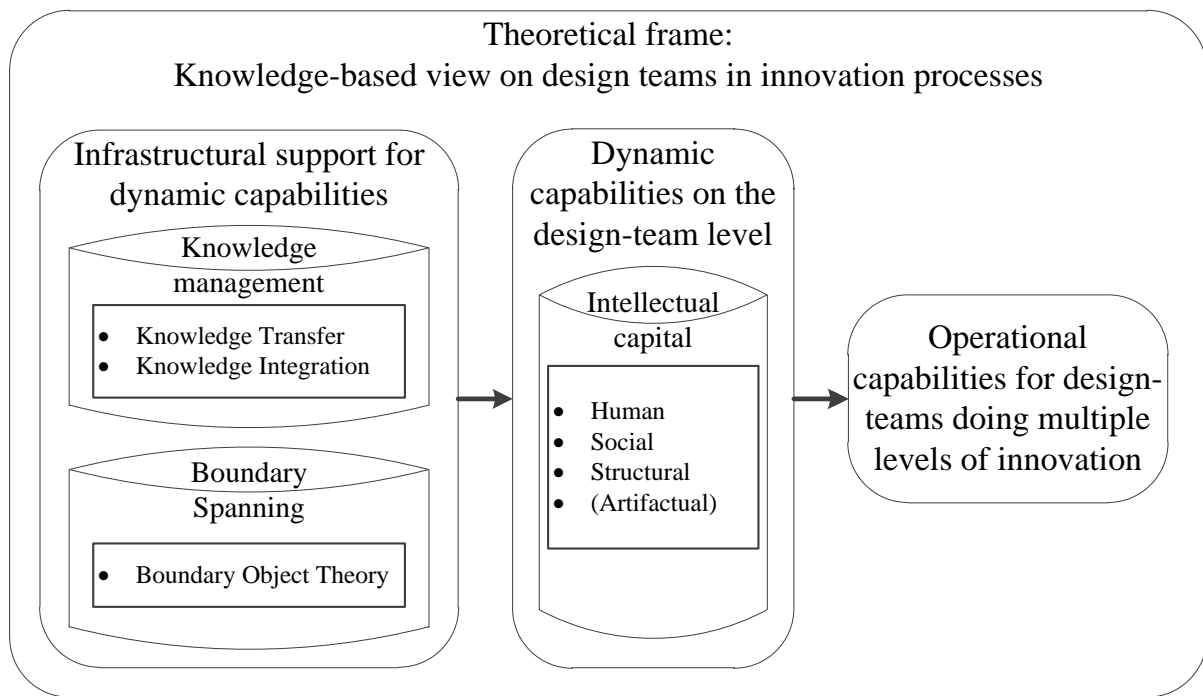 Theoretical frame:
Knowledge-based view on design teams in innovation processes
Infrastructural support for
dynamic capabilities
Knowledge
management
• Knowledge Transfer
• Knowledge Integration
Boundary
Spanning
• Boundary Object Theory
Dynamic
capabilities on the
design-team level
Intellectual
capital
• Human
• Social
• Structural
• (Artifactual)
Operational
capabilities for design-
teams doing multiple
levels of innovation